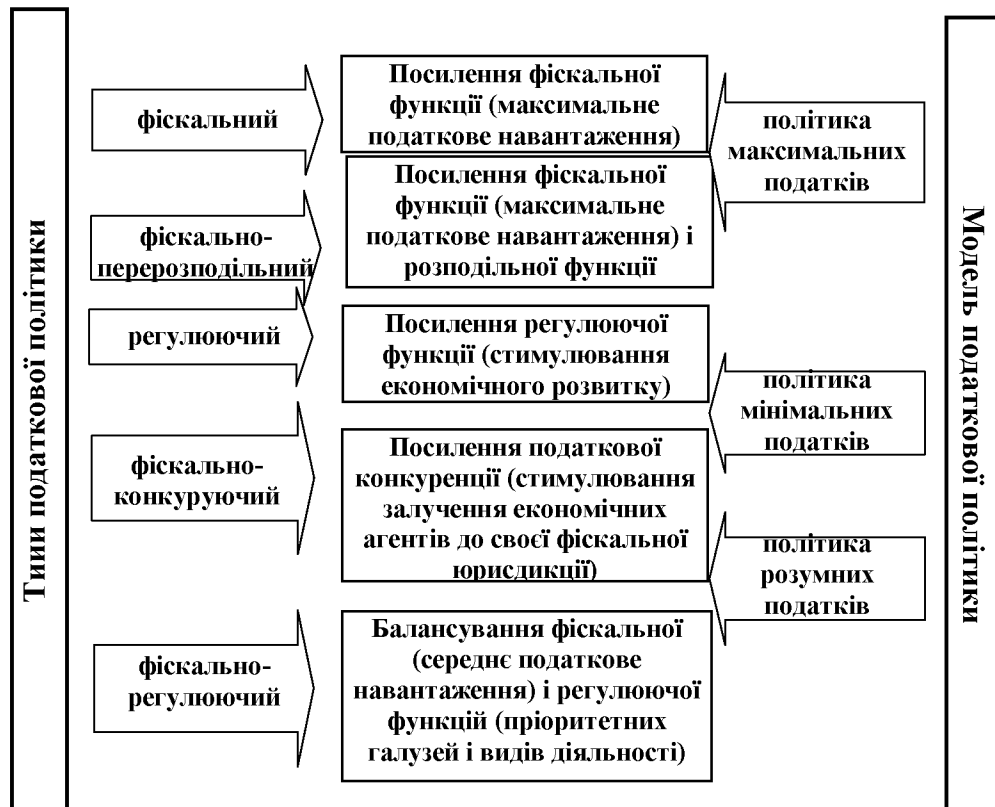 Типи податкової політики
фіскальний
фіскально-
перерозподільний
регулюючий
фіскально-
конкуруючий
фіскально-
регулюючий
Посилення фіскальної
функції (максимальне
податкове навантаження)
Посилення фіскальної
функції (максимальне
податкове навантаження) і
розподільної функції
Посилення регулюючої
функції (стимулювання
економічного розвитку)
Посилення податкової
конкуренції (стимулювання
залучення економічних
агентів до своєї фіскальної
юрисдикції)
Балансування фіскальної
(середнє податкове
навантаження) і регулюючої
функцій (пріоритетних
галузей і видів діяльності)
політика
максимальних
податків
політика
мінімальних
податків
політика
розумних
податків
Модель податкової політики